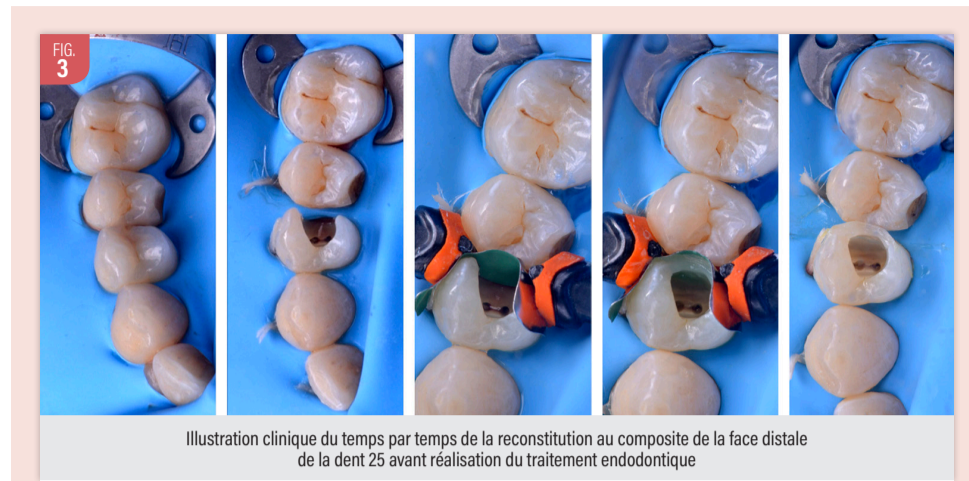 FIG.
3
Illustration clinique du temps par temps de la reconstitution au composite de la face distale
de la dent 25 avant réalisation du traitement endodontique